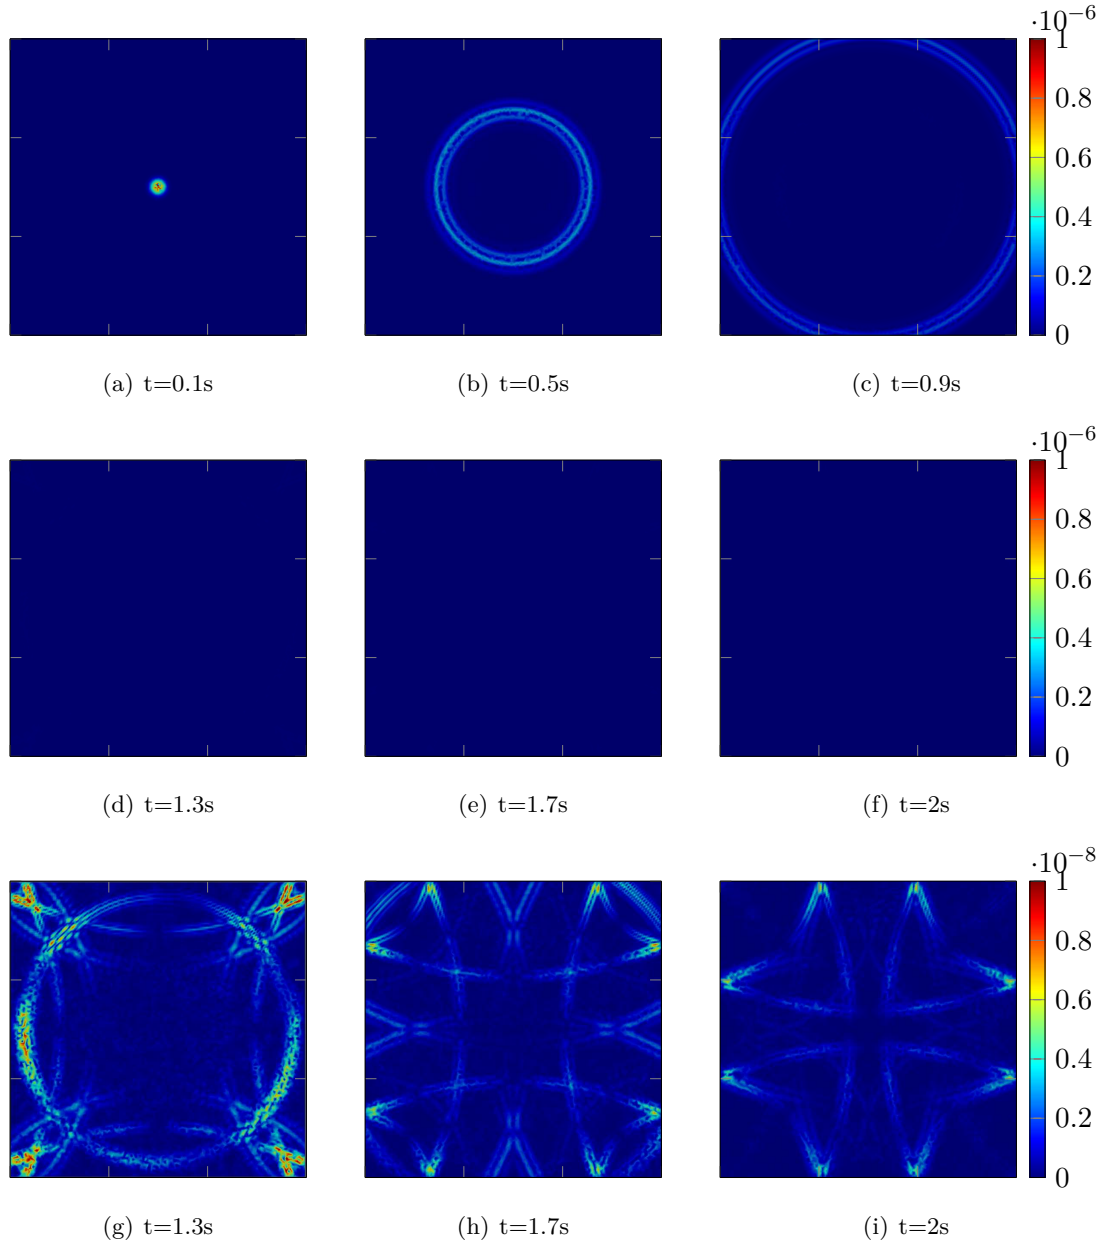 ·10⁻⁶
1
0.8
0.6
0.4
0.2
0
(a) t=0.1s
(b) t=0.5s
(c) t=0.9s
·10⁻⁶
1
0.8
0.6
0.4
0.2
0
(d) t=1.3s
(e) t=1.7s
(f) t=2s
·10⁻⁸
1
0.8
0.6
0.4
0.2
0
(g) t=1.3s
(h) t=1.7s
(i) t=2s